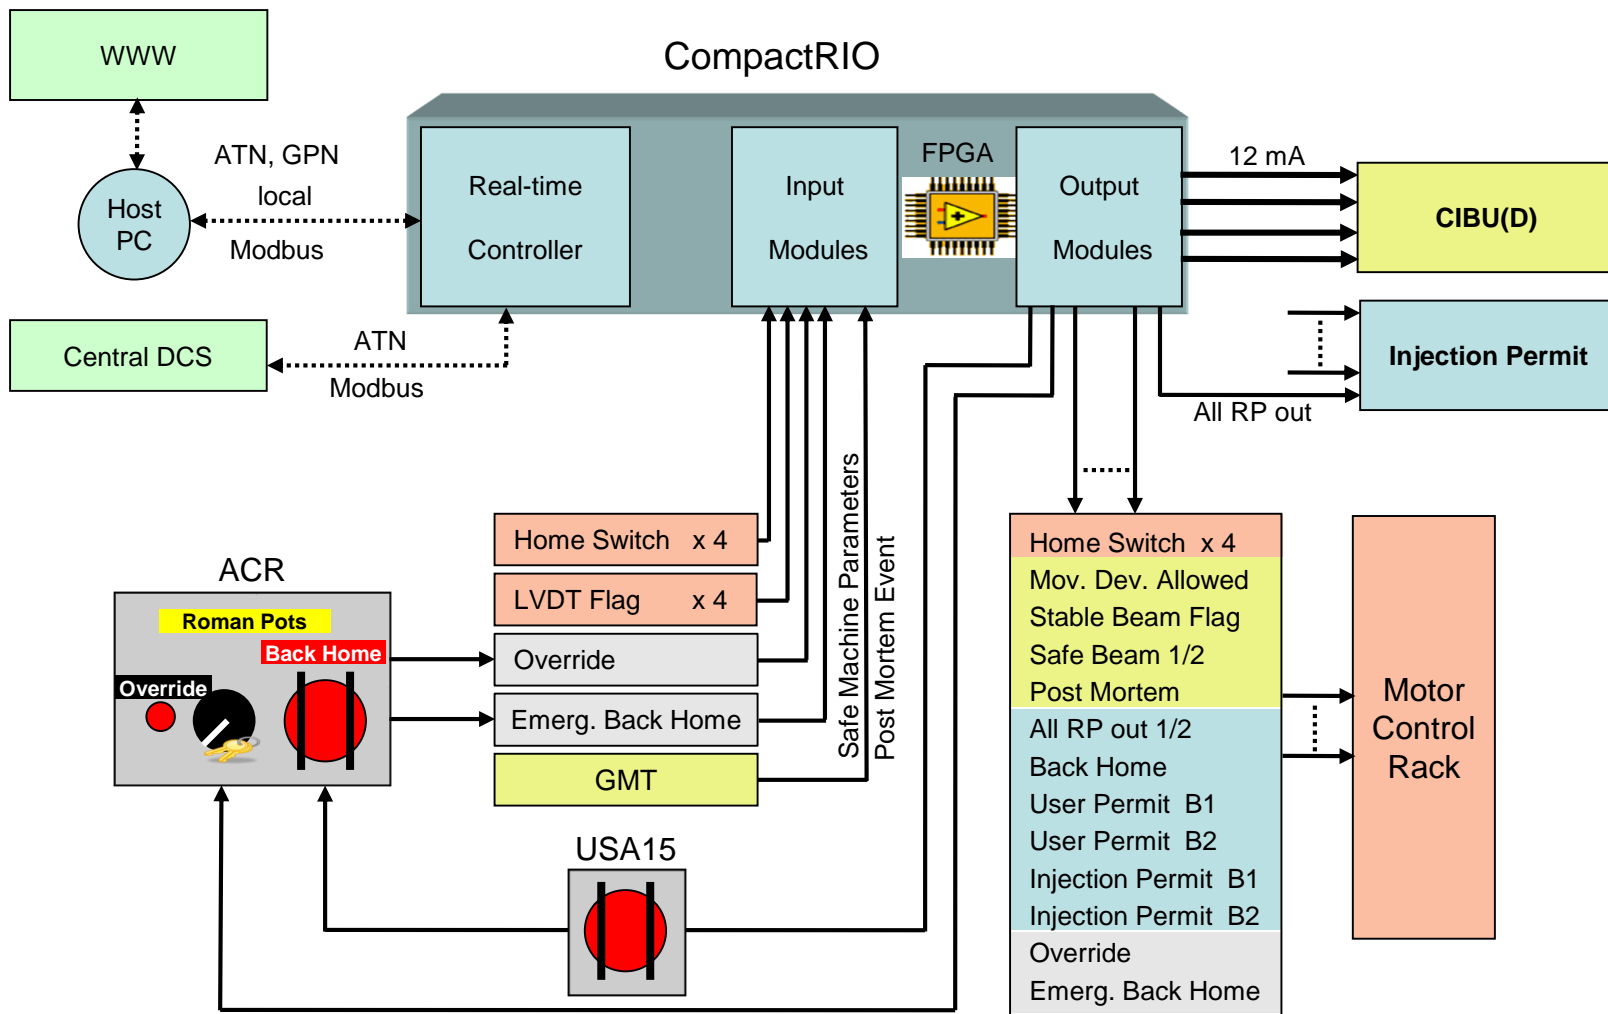 WWW
CompactRIO
ATN, GPN
local
Modbus
Host
PC
Real-time
Controller
Input
Modules
FPGA
Output
Modules
12 mA
CIBU(D)
Central DCS
ATN
Modbus
Injection Permit
All RP out
Safe Machine Parameters
Post Mortem Event
Home Switch x 4
LVDT Flag x 4
Override
Emerg. Back Home
GMT
ACR
Roman Pots
Back Home
Override
USA15
Home Switch x 4
Mov. Dev. Allowed
Stable Beam Flag
Safe Beam 1/2
Post Mortem
All RP out 1/2
Back Home
User Permit B1
User Permit B2
Injection Permit B1
Injection Permit B2
Override
Emerg. Back Home
Motor
Control
Rack